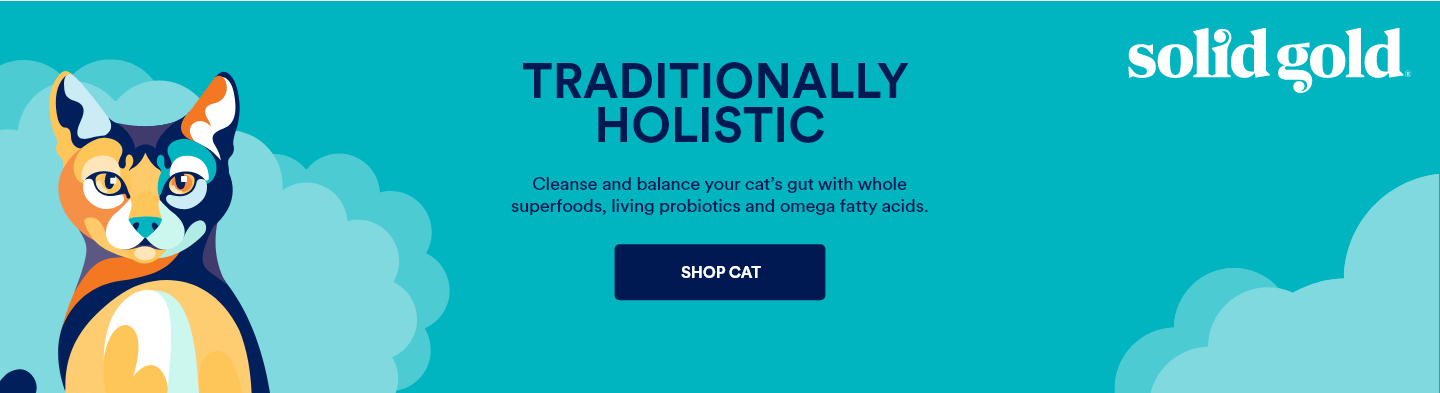 solid gold®
TRADITIONALLY
HOLISTIC
Cleanse and balance your cat’s gut with whole
superfoods, living probiotics and omega fatty acids.
SHOP CAT